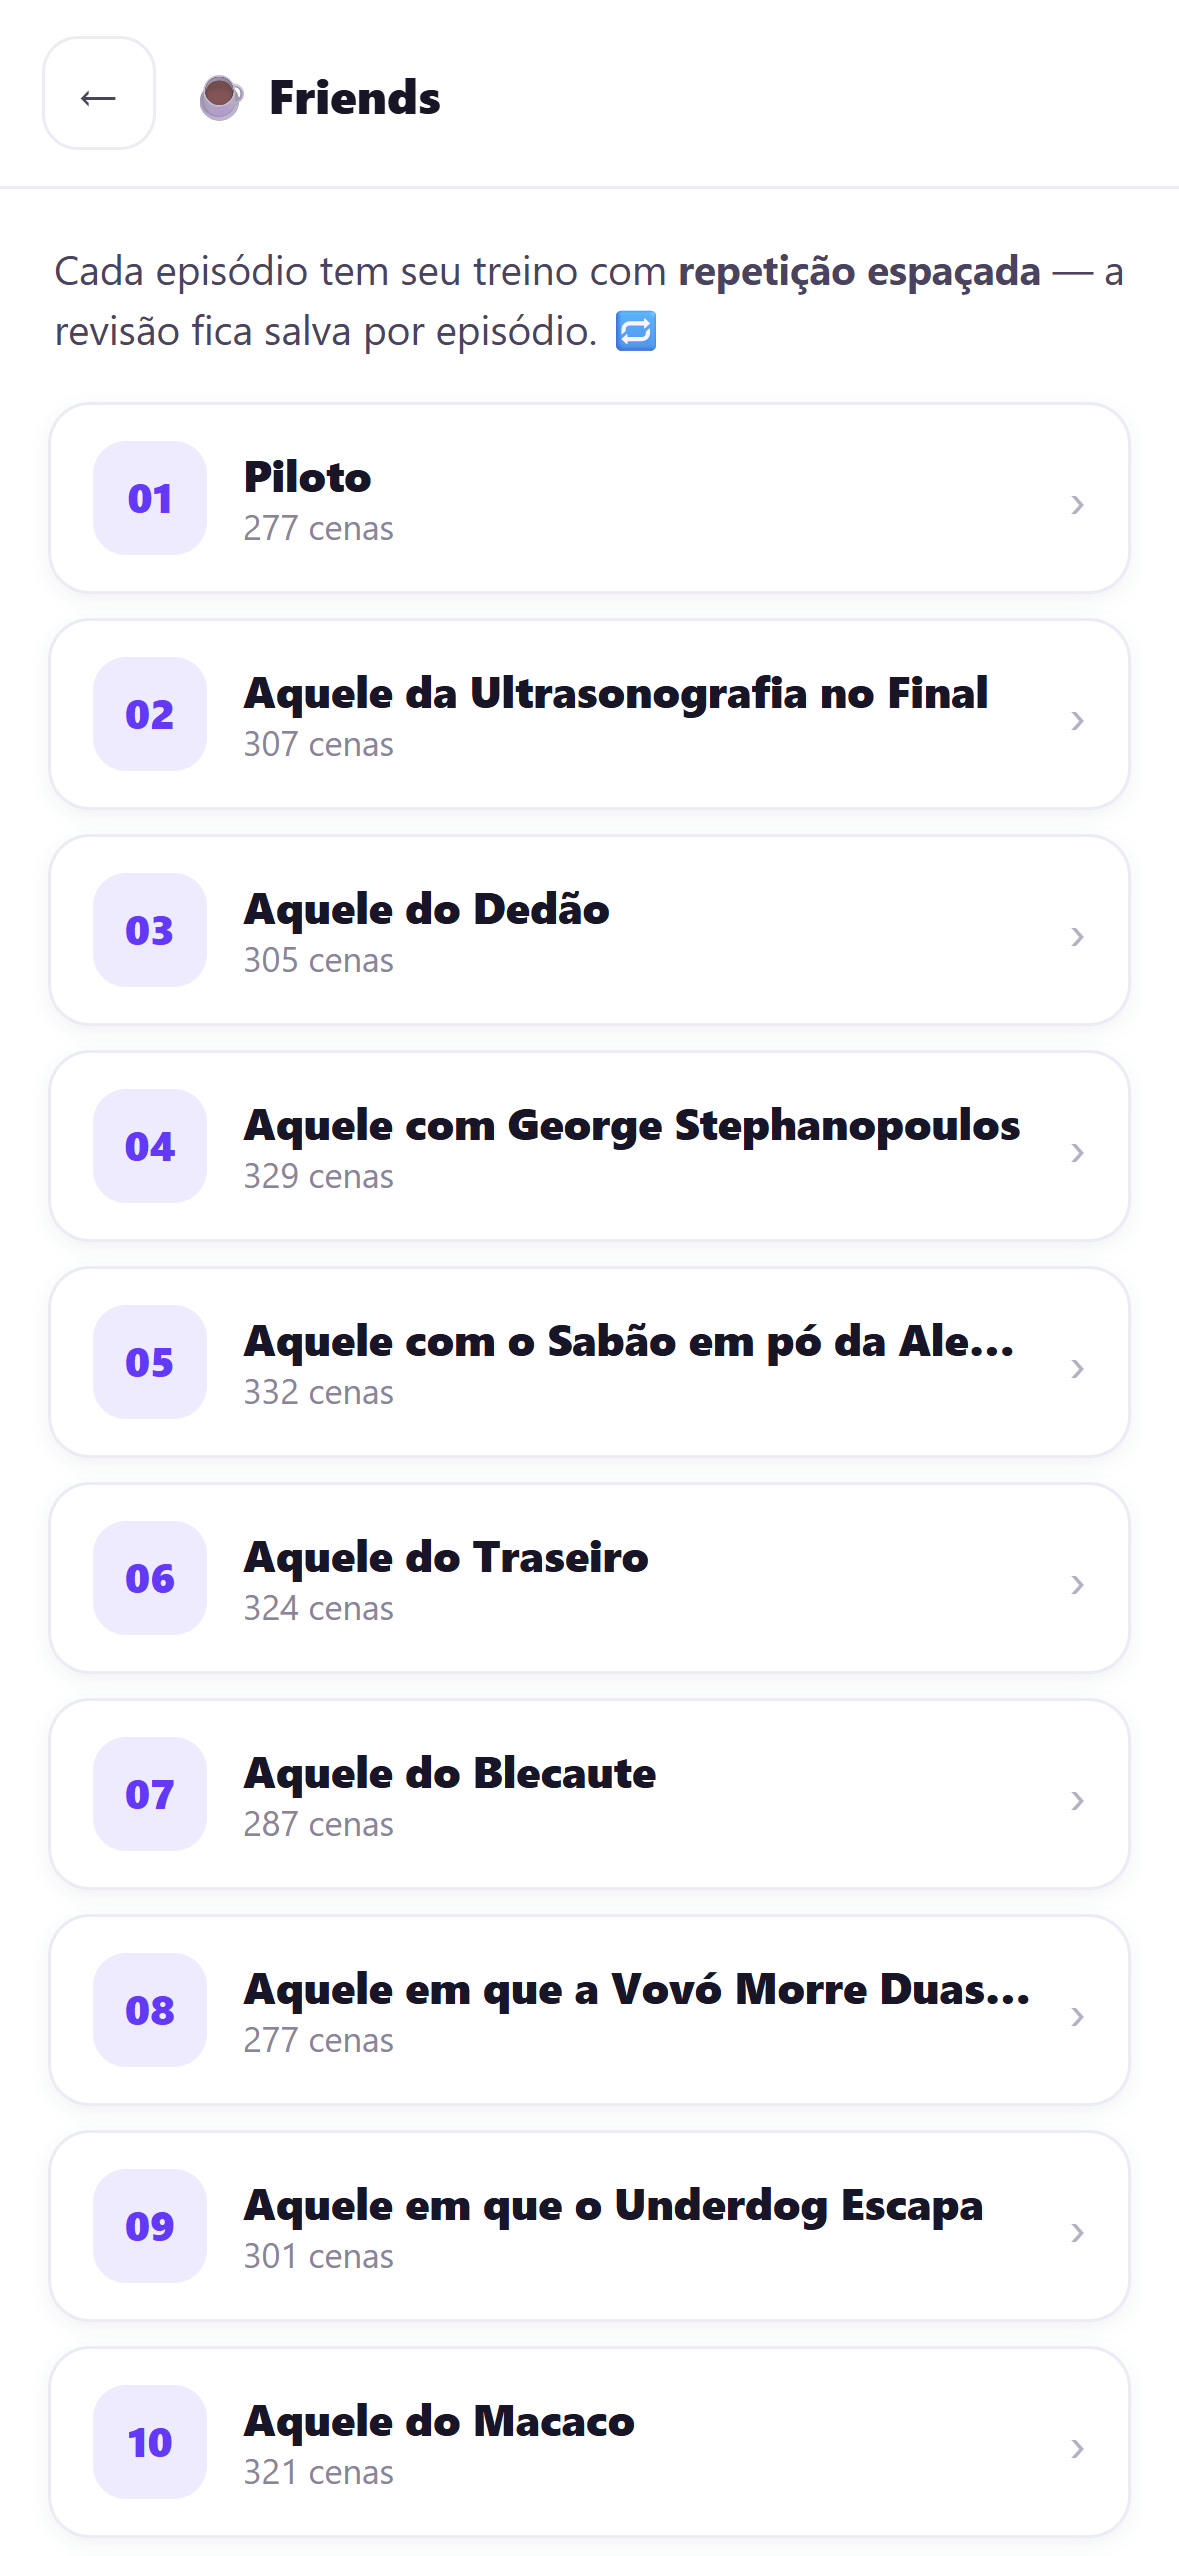 Friends
Cada episódio tem seu treino com repetição espaçada — a
revisão fica salva por episódio.
01
Piloto
277 cenas
02
Aquele da Ultrasonografia no Final
307 cenas
03
Aquele do Dedão
305 cenas
04
Aquele com George Stephanopoulos
329 cenas
05
Aquele com o Sabão em pó da Ale...
332 cenas
06
Aquele do Traseiro
324 cenas
07
Aquele do Blecaute
287 cenas
08
Aquele em que a Vovó Morre Duas...
277 cenas
09
Aquele em que o Underdog Escapa
301 cenas
10
Aquele do Macaco
321 cenas